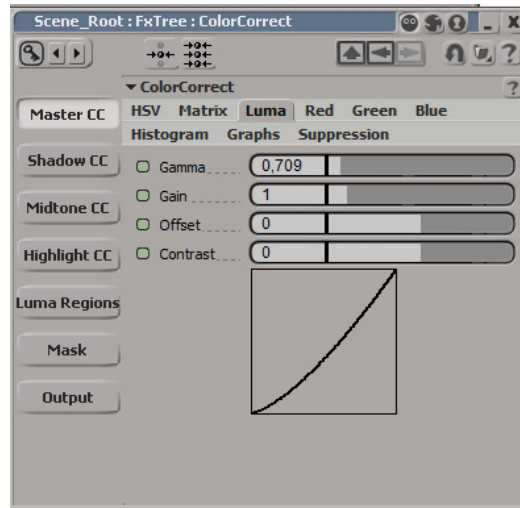 Scene_Root : FxTree : ColorCorrect
ColorCorrect
?
?
Master CC
Shadow CC
Midtone CC
Highlight CC
Luma Regions
Mask
Output
HSV Matrix Luma Red Green Blue
Histogram Graphs Suppression
Gamma 0,709
Gain 1
Offset 0
Contrast 0